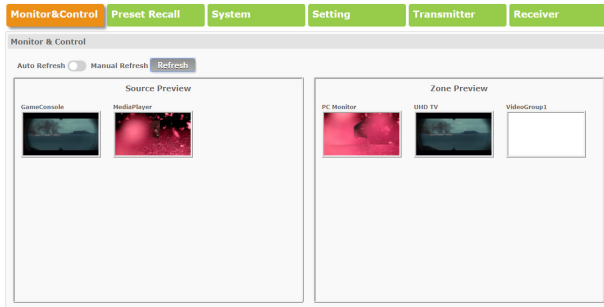 Monitor&Control Preset Recall System Setting Transmitter Receiver
Monitor & Control
Auto Refresh Manual Refresh Refresh
Source Preview
GameConsole MediaPlayer
Zone Preview
PC Monitor UHD TV VideoGroup1